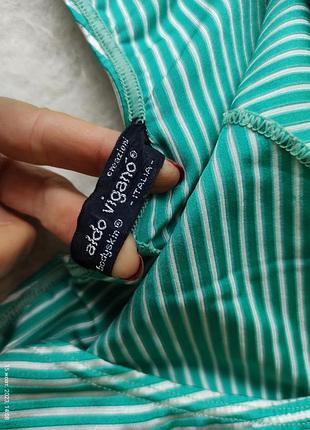 creazioni
aldo vigano®
bodyskin®
- ITALIA -